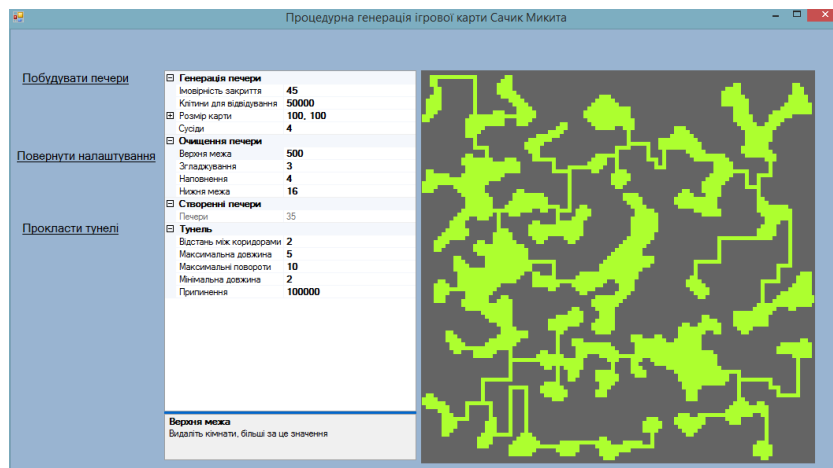 Процедурна генерація ігрової карти Сачик Микита
Побудувати печери
Повернути налаштування
Прокласти тунелі
Генерація печери
Імовірність закриття 45
Клітини для відвідування 50000
Розмір карти 100, 100
Сусіди 4
Очищення печери
Верхня межа 500
Згладжування 3
Наповнення 4
Нижня межа 16
Створенні печери
Печери 35
Тунель
Відстань між коридорами 2
Максимальна довжина 5
Максимальні повороти 10
Мінімальна довжина 2
Припинення 100000
Верхня межа
Видаліть кімнати, більші за це значення